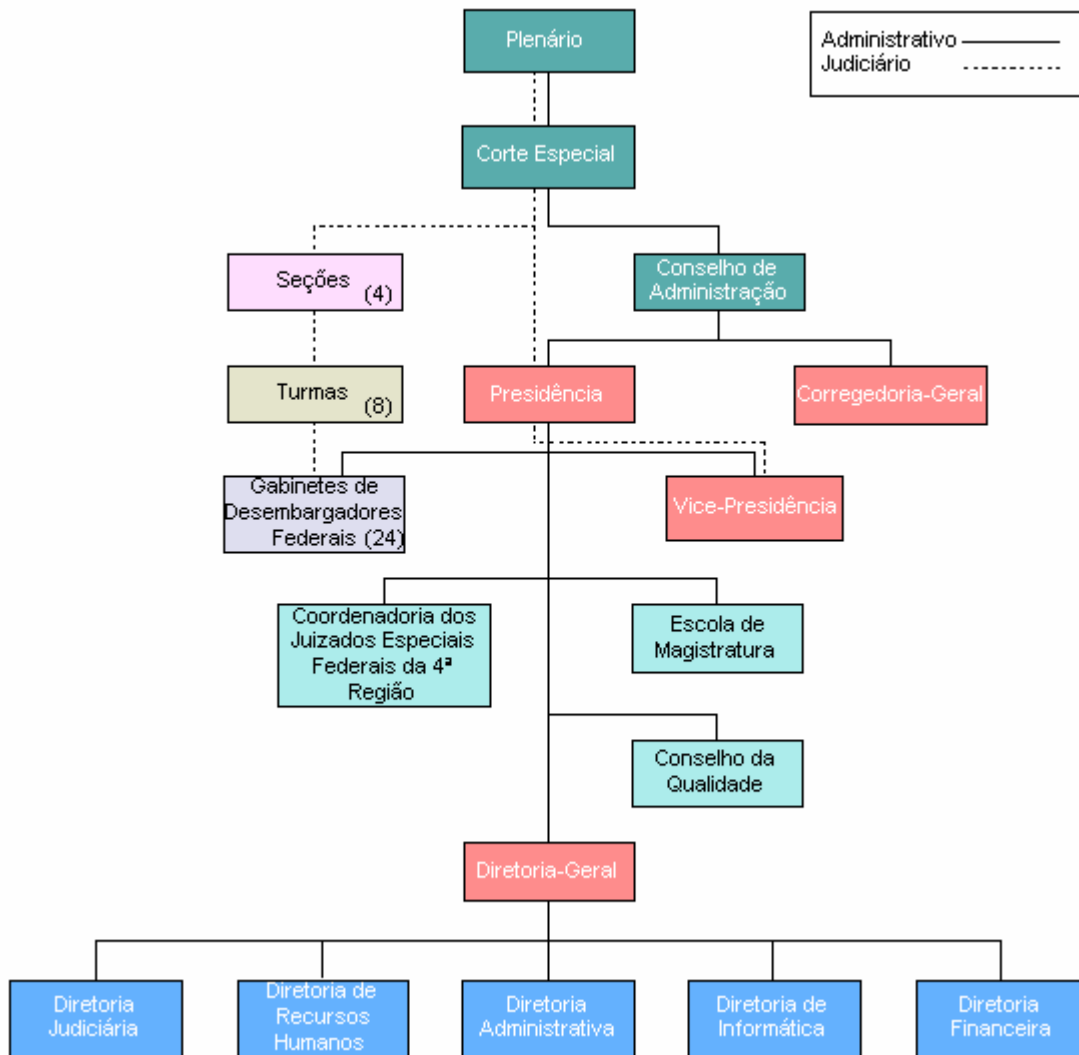 Plenário
Administrativo
Judiciário
Corte Especial
Seções (4)
Conselho de
Administração
Turmas (8)
Presidência
Corregedoria-Geral
Gabinetes de
Desembargadores
Federais (24)
Vice-Presidência
Coordenadoria dos
Juizados Especiais
Federais da 4ª
Região
Escola de
Magistratura
Conselho da
Qualidade
Diretoria-Geral
Diretoria
Judiciária
Diretoria de
Recursos
Humanos
Diretoria
Administrativa
Diretoria de
Informática
Diretoria
Financeira